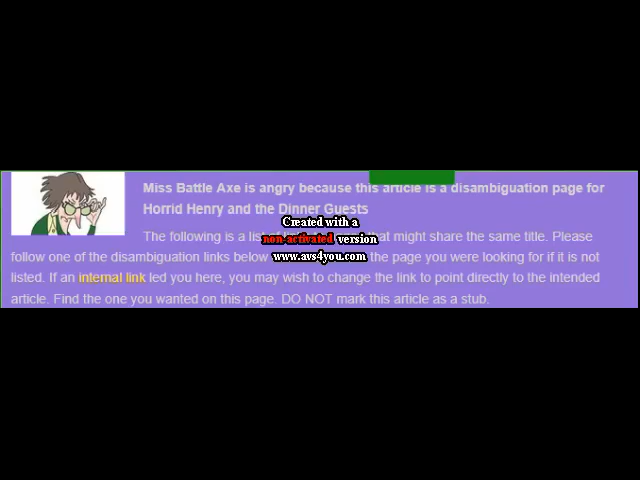 Miss Battle Axe is angry because this article is a disambiguation page for
Horrid Henry and the Dinner Guests
The following is a list of that might share the same title. Please
follow one of the disambiguation links below the page you were looking for if it is not
listed. If an internal link led you here, you may wish to change the link to point directly to the intended
article. Find the one you wanted on this page. DO NOT mark this article as a stub.
Created with a
non-activated version
www.avs4you.com